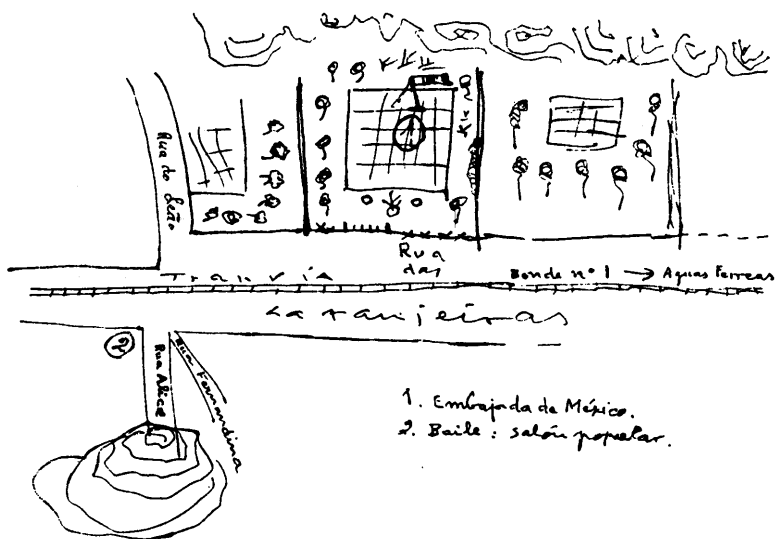 Rua do Leão
Rua
das
Tranvía
Bonde nº 1 → Aguas Ferreas
Laranjeiras
2
Rua Alice
Rua Fernandina
1. Embajada de México.
2. Baile: salón popular.